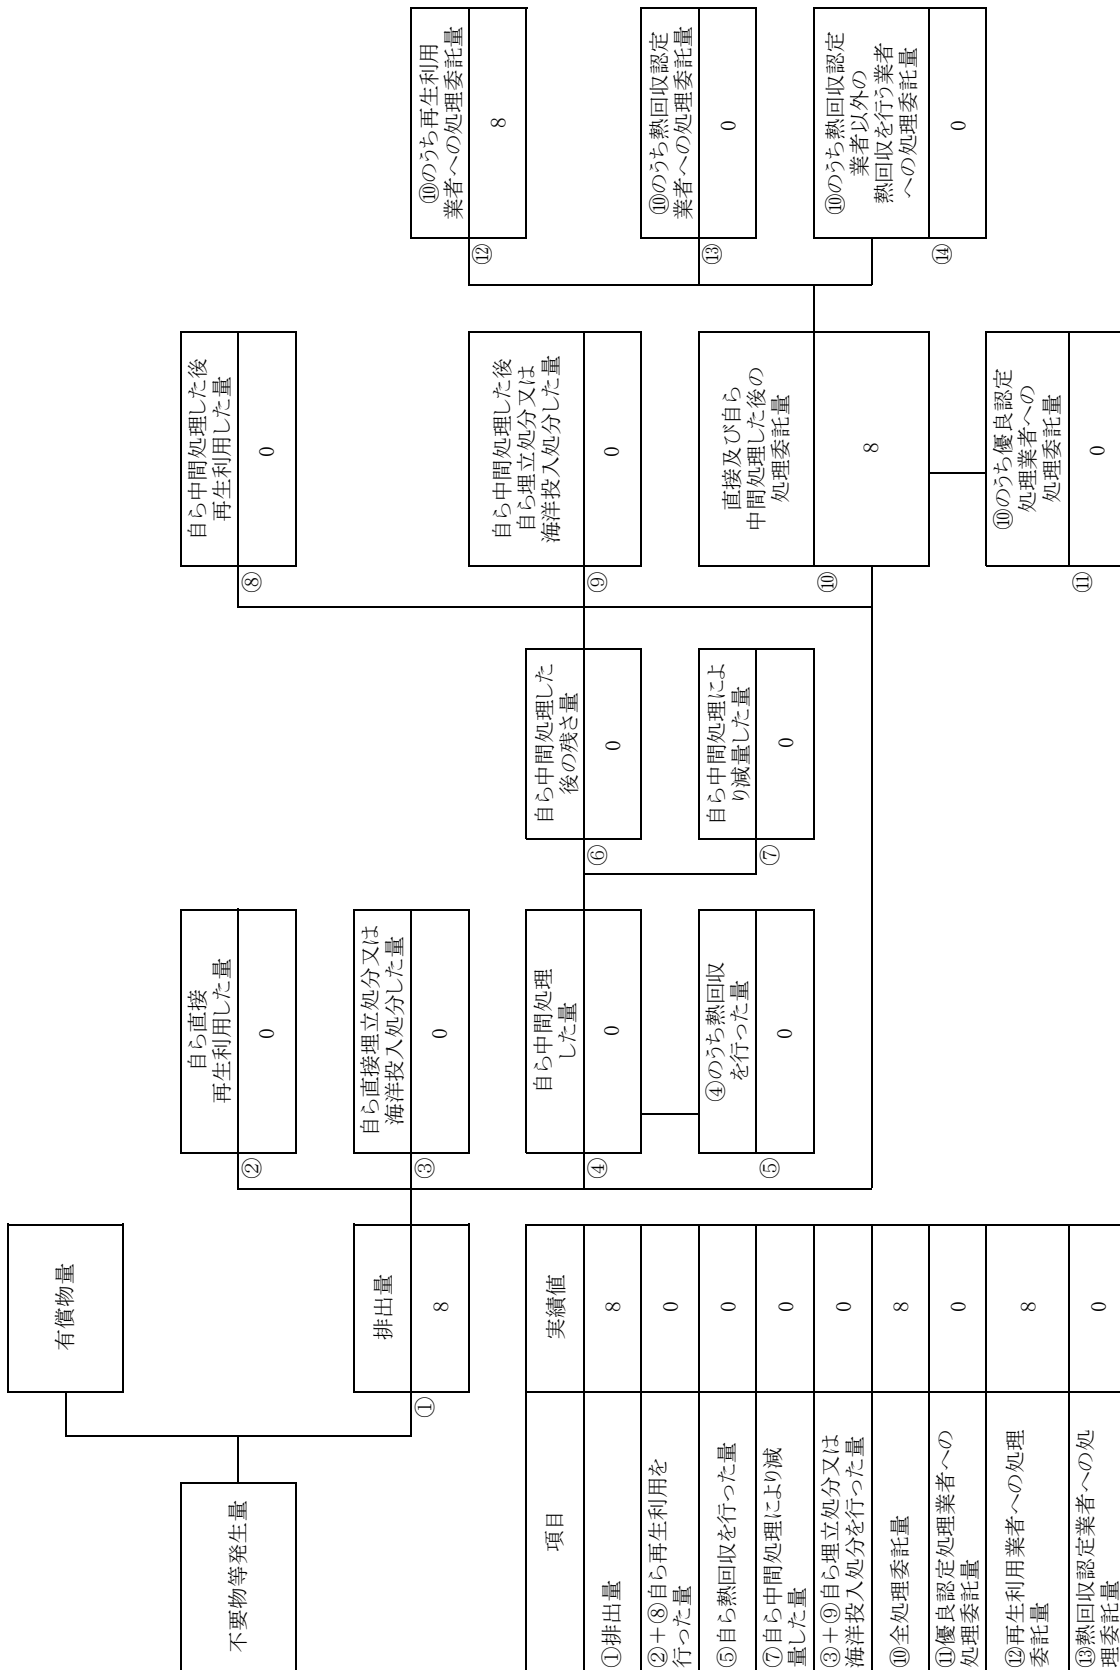 不要物等発生量
有償物量
排出量
①
8
自ら直接
再生利用した量
②
0
自ら直接埋立処分又は
海洋投入処分した量
③
0
自ら中間処理
した量
④
0
④のうち熱回収
を行った量
⑤
0
自ら中間処理した
後の残さ量
⑥
0
自ら中間処理によ
り減量した量
⑦
0
自ら中間処理した後
再生利用した量
⑧
0
自ら中間処理した後
自ら埋立処分又は
海洋投入処分した量
⑨
0
直接及び自ら
中間処理した後の
処理委託量
⑩
8
⑩のうち優良認定
処理業者への
処理委託量
⑪
0
⑩のうち再生利用
業者への処理委託量
⑫
8
⑩のうち熱回収認定
業者への処理委託量
⑬
0
⑩のうち熱回収認定
業者以外の
熱回収を行う業者
への処理委託量
⑭
0
項目
実績値
①排出量
8
②+⑧自ら再生利用を
行った量
0
⑤自ら熱回収を行った量
0
⑦自ら中間処理により減
量した量
0
③+⑨自ら埋立処分又は
海洋投入処分を行った量
0
⑩全処理委託量
8
⑪優良認定処理業者への
処理委託量
0
⑫再生利用業者への処理
委託量
8
⑬熱回収認定業者への処
理委託量
0